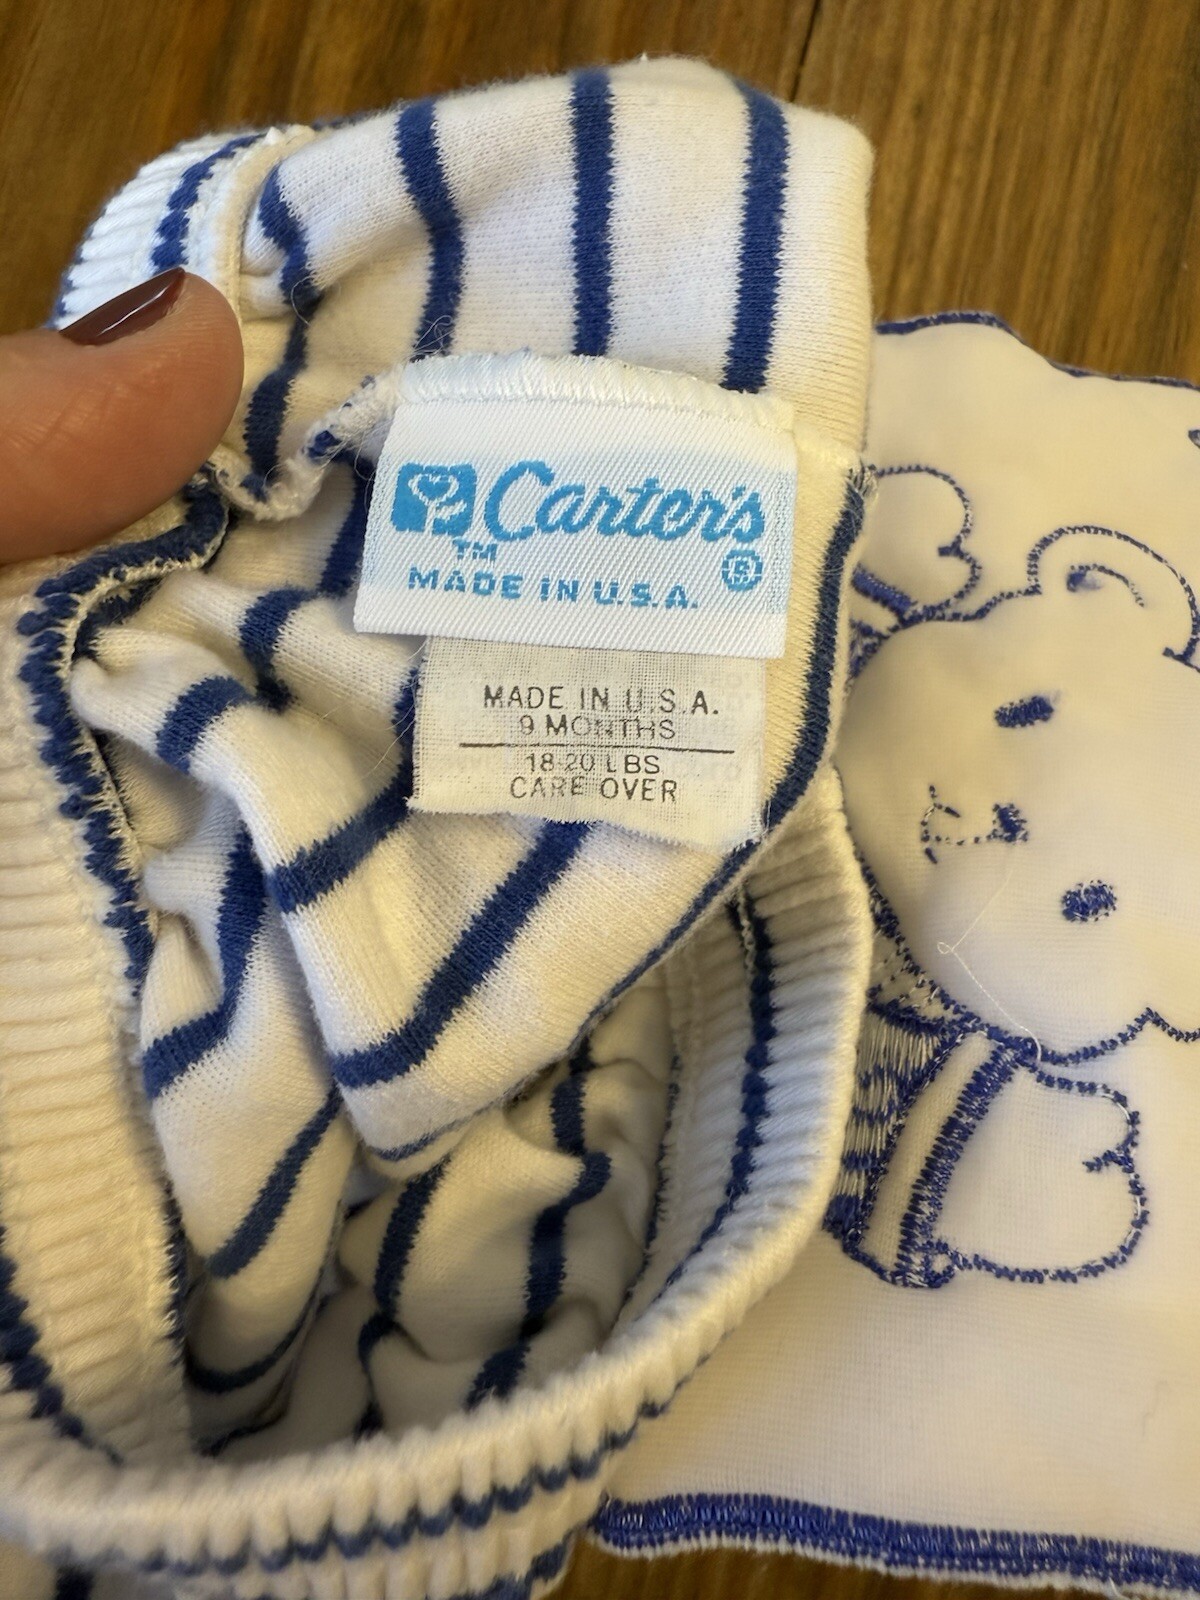 Carter's ®
TM
MADE IN U.S.A.
MADE IN U.S.A.
9 MONTHS
18-20 LBS
CARE OVER